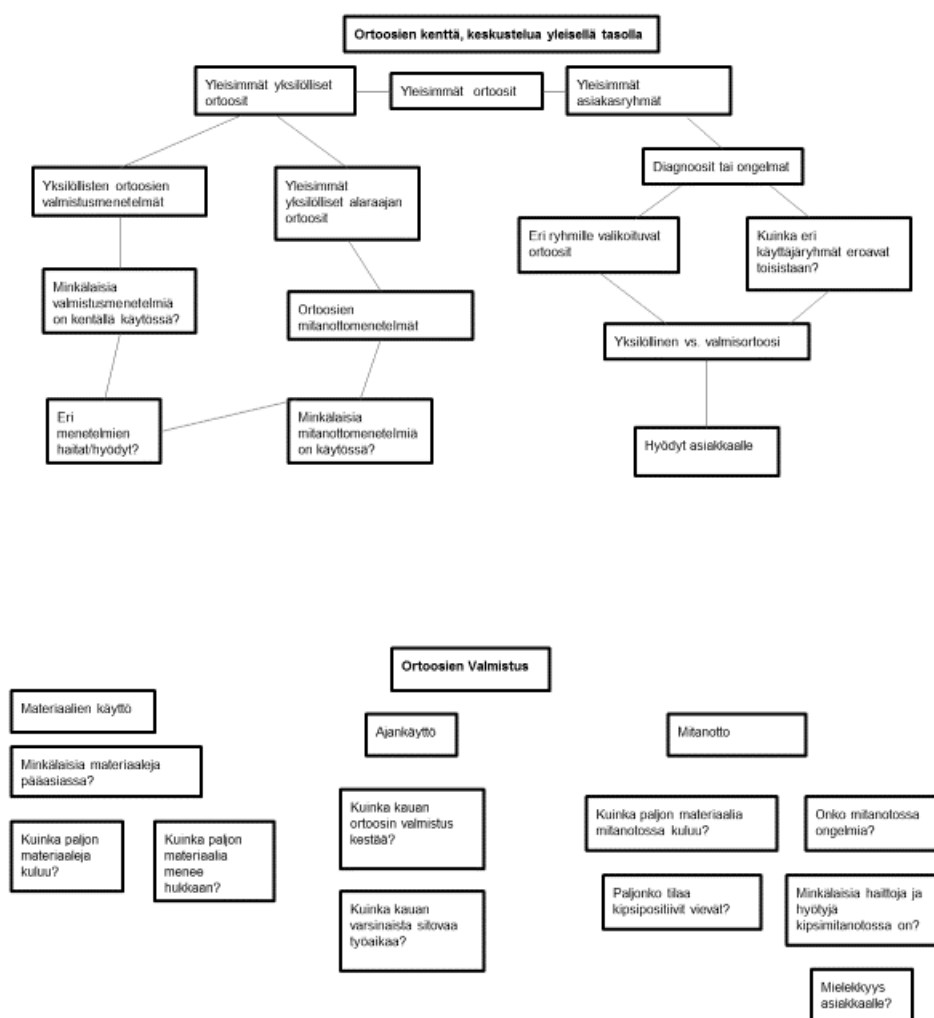 Ortoosien kenttä, keskustelua yleisellä tasolla
Yleisimmät yksilölliset
ortoosit
Yleisimmät ortoosit
Yleisimmät
asiakasryhmät
Yksilöllisten ortoosien
valmistusmenetelmät
Yleisimmät
yksilölliset alaraajan
ortoosit
Diagnoosit tai ongelmat
Eri ryhmille valikoituvat
ortoosit
Kuinka eri
käyttäjäryhmät eroavat
toisistaan?
Minkälaisia
valmistusmenetelmiä
on kentällä käytössä?
Ortoosien
mitanottomenetelmät
Yksilöllinen vs. valmisortoosi
Eri
menetelmien
haitat/hyödyt?
Minkälaisia
mitanottomenetelmiä
on käytössä?
Hyödyt asiakkaalle
Ortoosien Valmistus
Materiaalien käyttö
Minkälaisia materiaaleja
pääasiassa?
Kuinka paljon
materiaaleja
kuluu?
Kuinka paljon
materiaalia
menee
hukkaan?
Ajankäyttö
Kuinka kauan
ortoosin valmistus
kestää?
Kuinka kauan
varsinaista sitovaa
työaikaa?
Mitanotto
Kuinka paljon materiaalia
mitanotossa kuluu?
Onko mitanotossa
ongelmia?
Paljonko tilaa
kipsipositiivit vievät?
Minkälaisia haittoja ja
hyötyjä
kipsimitanotossa on?
Mielekkyys
asiakkaalle?